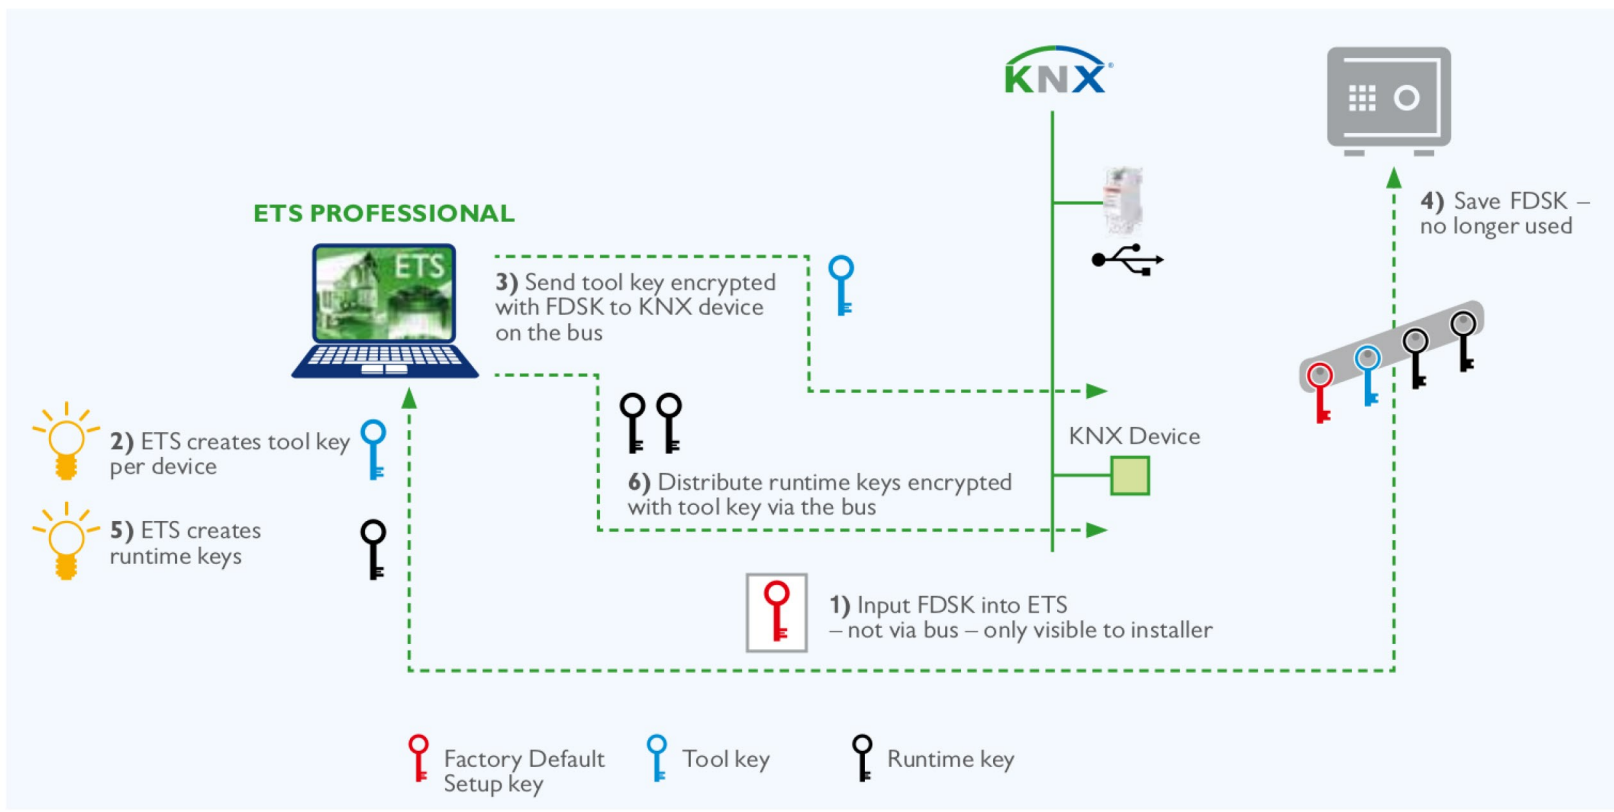 KNX
4) Save FDSK –
no longer used
ETS PROFESSIONAL
ETS
3) Send tool key encrypted
with FDSK to KNX device
on the bus
2) ETS creates tool key
per device
KNX Device
6) Distribute runtime keys encrypted
with tool key via the bus
5) ETS creates
runtime keys
1) Input FDSK into ETS
– not via bus – only visible to installer
Factory Default
Setup key
Tool key
Runtime key